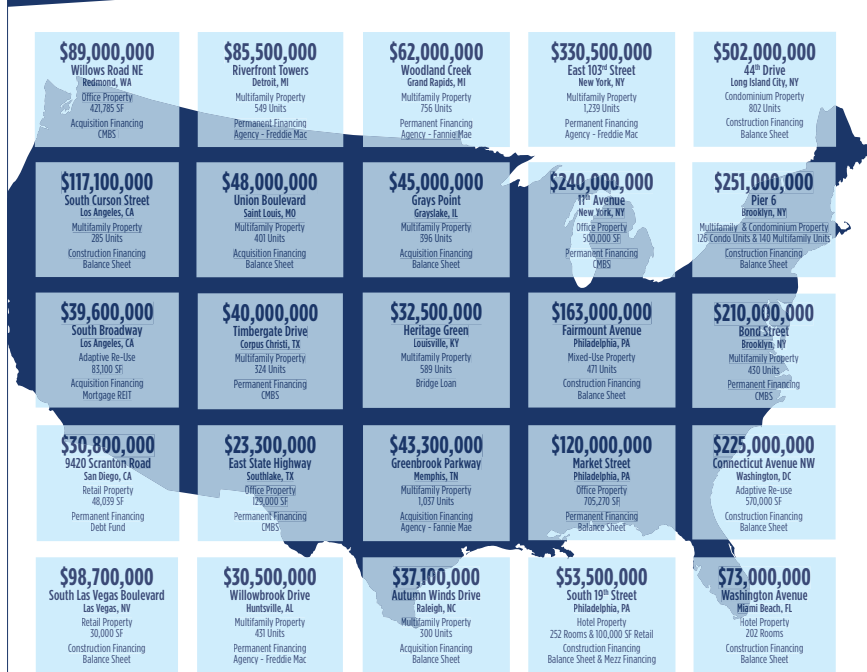 $89,000,000
Willows Road NE
Redmond, WA
Office Property
421,785 SF
Acquisition Financing
CMBS
$85,500,000
Riverfront Towers
Detroit, MI
Multifamily Property
549 Units
Permanent Financing
Agency - Freddie Mac
$62,000,000
Woodland Creek
Grand Rapids, MI
Multifamily Property
756 Units
Permanent Financing
Agency - Fannie Mae
$330,500,000
East 103rd Street
New York, NY
Multifamily Property
1,239 Units
Permanent Financing
Agency - Freddie Mac
$502,000,000
44th Drive
Long Island City, NY
Condominium Property
802 Units
Construction Financing
Balance Sheet
$117,100,000
South Curson Street
Los Angeles, CA
Multifamily Property
285 Units
Construction Financing
Balance Sheet
$48,000,000
Union Boulevard
Saint Louis, MO
Multifamily Property
401 Units
Acquisition Financing
Balance Sheet
$45,000,000
Grays Point
Grayslake, IL
Multifamily Property
396 Units
Acquisition Financing
Balance Sheet
$240,000,000
11th Avenue
New York, NY
Office Property
500,000 SF
Permanent Financing
CMBS
$251,000,000
Pier 6
Brooklyn, NY
Multifamily & Condominium Property
126 Condo Units & 140 Multifamily Units
Construction Financing
Balance Sheet
$39,600,000
South Broadway
Los Angeles, CA
Adaptive Re-Use
83,100 SF
Acquisition Financing
Mortgage REIT
$40,000,000
Timbergate Drive
Corpus Christi, TX
Multifamily Property
324 Units
Permanent Financing
CMBS
$32,500,000
Heritage Green
Louisville, KY
Multifamily Property
589 Units
Bridge Loan
$163,000,000
Fairmount Avenue
Philadelphia, PA
Mixed-Use Property
471 Units
Construction Financing
Balance Sheet
$210,000,000
Bond Street
Brooklyn, NY
Multifamily Property
430 Units
Permanent Financing
CMBS
$30,800,000
9420 Scranton Road
San Diego, CA
Retail Property
48,039 SF
Permanent Financing
Debt Fund
$23,300,000
East State Highway
Southlake, TX
Office Property
129,000 SF
Permanent Financing
CMBS
$43,300,000
Greenbrook Parkway
Memphis, TN
Multifamily Property
1,037 Units
Acquisition Financing
Agency - Fannie Mae
$120,000,000
Market Street
Philadelphia, PA
Office Property
705,270 SF
Permanent Financing
Balance Sheet
$225,000,000
Connecticut Avenue NW
Washington, DC
Adaptive Re-use
570,000 SF
Construction Financing
Balance Sheet
$98,700,000
South Las Vegas Boulevard
Las Vegas, NV
Retail Property
30,000 SF
Construction Financing
Balance Sheet
$30,500,000
Willowbrook Drive
Huntsville, AL
Multifamily Property
431 Units
Permanent Financing
Agency - Freddie Mac
$37,100,000
Autumn Winds Drive
Raleigh, NC
Multifamily Property
300 Units
Acquisition Financing
Balance Sheet
$53,500,000
South 19th Street
Philadelphia, PA
Hotel Property
252 Rooms & 100,000 SF Retail
Construction Financing
Balance Sheet & Mezz Financing
$73,000,000
Washington Avenue
Miami Beach, FL
Hotel Property
202 Rooms
Construction Financing
Balance Sheet